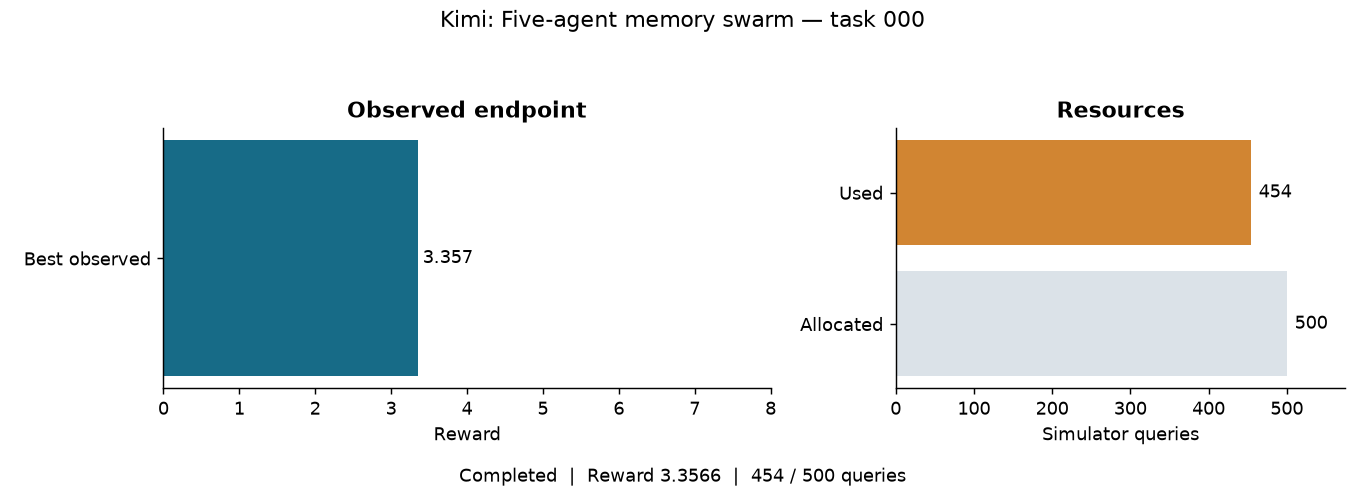 Kimi: Five-agent memory swarm — task 000
Observed endpoint
Best observed
3.357
0 1 2 3 4 5 6 7 8
Reward
Resources
Used
454
Allocated
500
0 100 200 300 400 500
Simulator queries
Completed | Reward 3.3566 | 454 / 500 queries